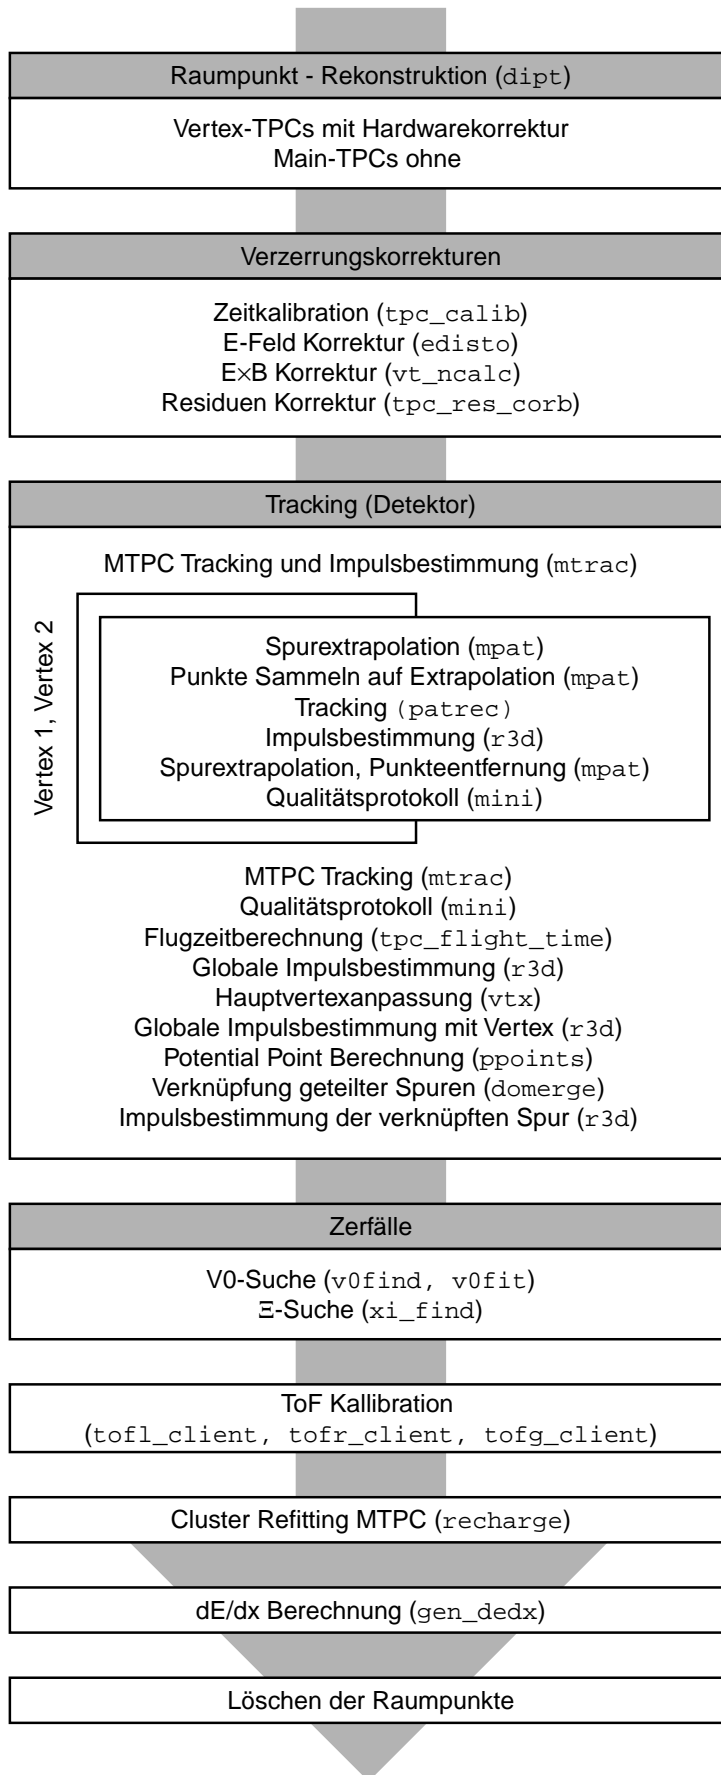 Raumpunkt - Rekonstruktion (dipt)
Vertex-TPCs mit Hardwarekorrektur
Main-TPCs ohne
Verzerrungskorrekturen
Zeitkalibration (tpc_calib)
E-Feld Korrektur (edisto)
E×B Korrektur (vt_ncalc)
Residuen Korrektur (tpc_res_corb)
Tracking (Detektor)
MTPC Tracking und Impulsbestimmung (mtrac)
Vertex 1, Vertex 2
Spurextrapolation (mpat)
Punkte Sammeln auf Extrapolation (mpat)
Tracking (patrec)
Impulsbestimmung (r3d)
Spurextrapolation, Punkteentfernung (mpat)
Qualitätsprotokoll (mini)
MTPC Tracking (mtrac)
Qualitätsprotokoll (mini)
Flugzeitberechnung (tpc_flight_time)
Globale Impulsbestimmung (r3d)
Hauptvertexanpassung (vtx)
Globale Impulsbestimmung mit Vertex (r3d)
Potential Point Berechnung (ppoints)
Verknüpfung geteilter Spuren (domerge)
Impulsbestimmung der verknüpften Spur (r3d)
Zerfälle
V0-Suche (v0find, v0fit)
Ξ-Suche (xi_find)
ToF Kallibration
(tofl_client, tofr_client, tofg_client)
Cluster Refitting MTPC (recharge)
dE/dx Berechnung (gen_dedx)
Löschen der Raumpunkte